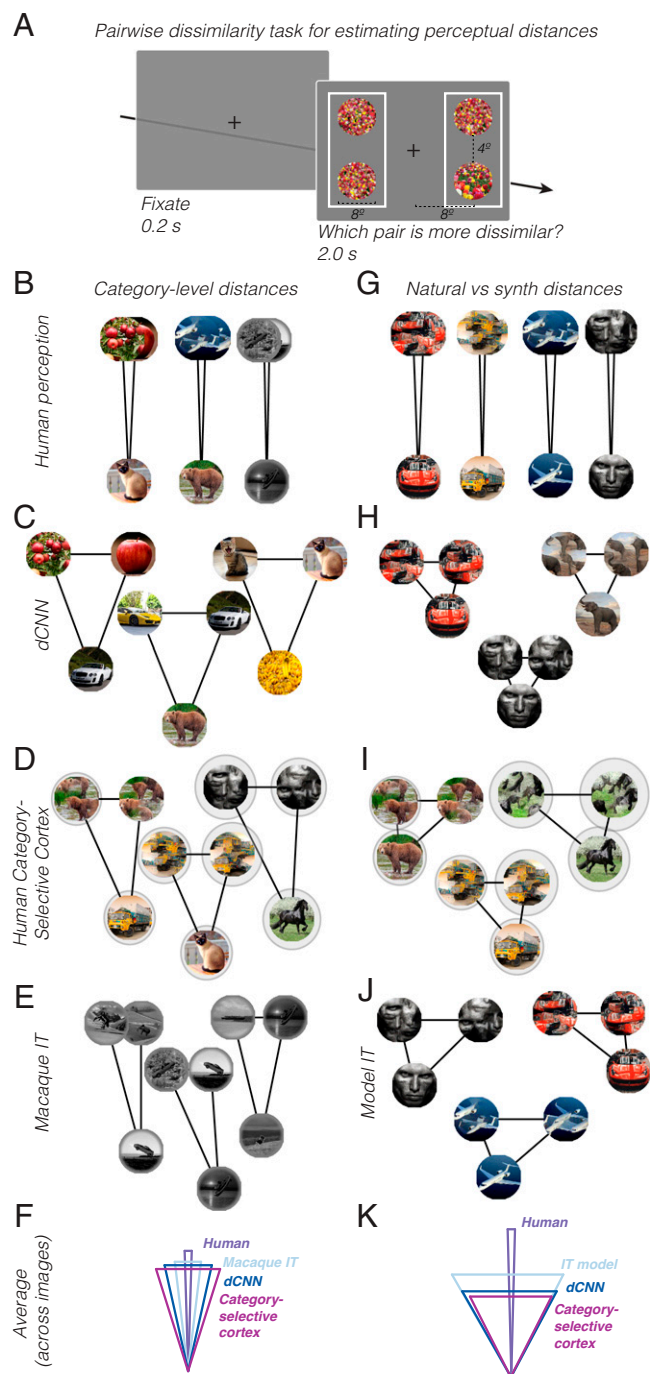 A
Pairwise dissimilarity task for estimating perceptual distances
Fixate
0.2 s
8º
8º
4º
Which pair is more dissimilar?
2.0 s
B
Category-level distances
G
Natural vs synth distances
Human perception
C
H
dCNN
D
I
Human Category-
Selective Cortex
E
J
Macaque IT
Model IT
F
K
Average
(across images)
Human
Macaque IT
dCNN
Category-
selective
cortex
Human
IT model
dCNN
Category-
selective
cortex